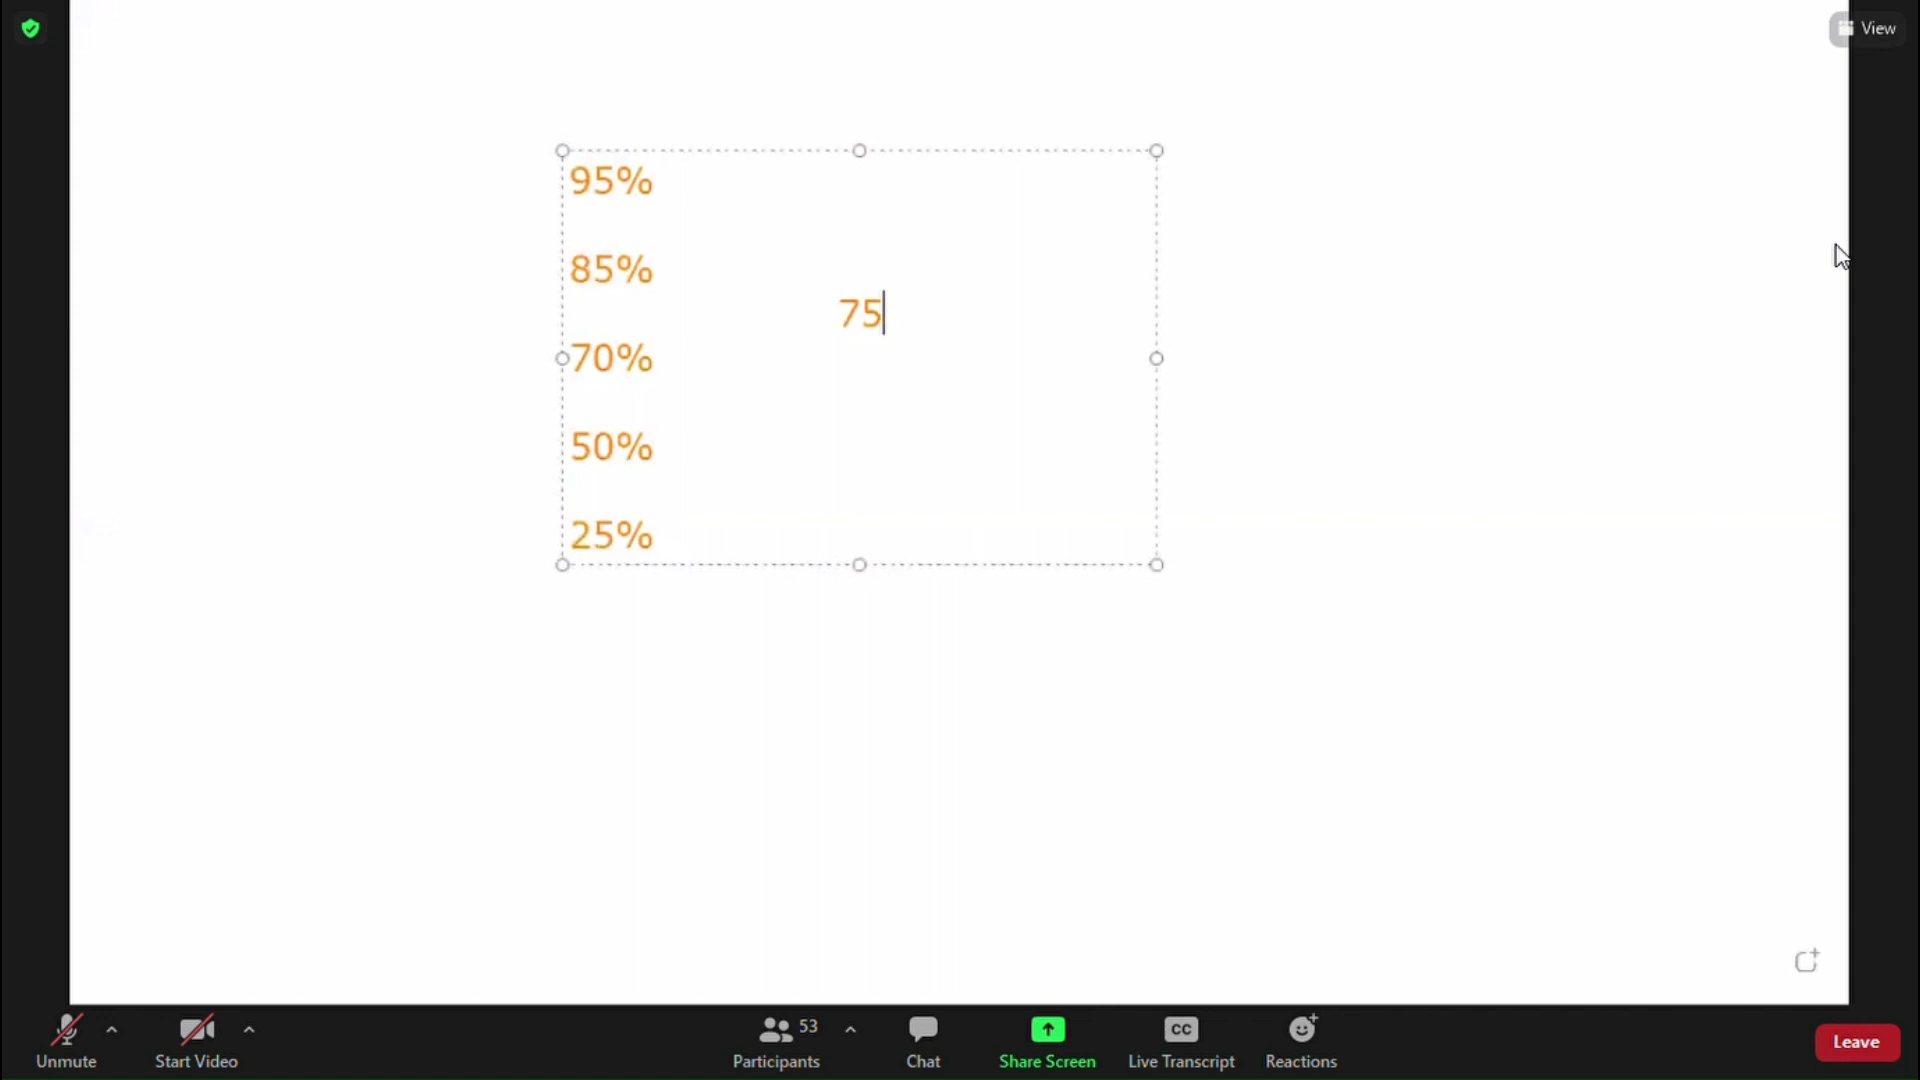 View
95%
85%
75
70%
50%
25%
Unmute
Start Video
53
Participants
Chat
Share Screen
CC
Live Transcript
Reactions
Leave